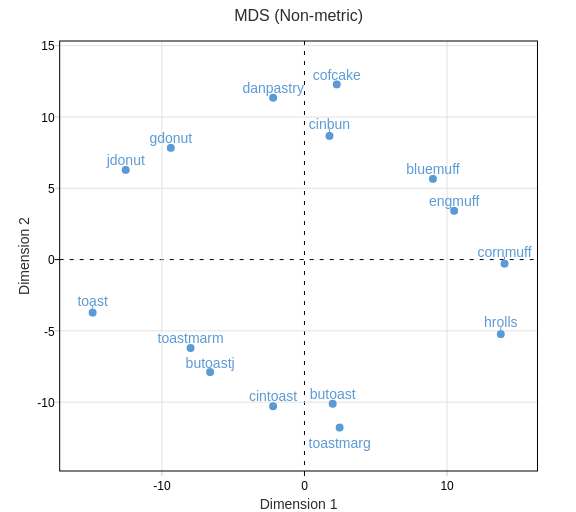 MDS (Non-metric)
15
cofcake
danpastry
10
cinbun
gdonut
jdonut
bluemuff
5
engmuff
cornmuff
0
toast
hrolls
-5
toastmarm
butoastj
cintoast
butoast
-10
toastmarg
-10
0
10
Dimension 1
Dimension 2